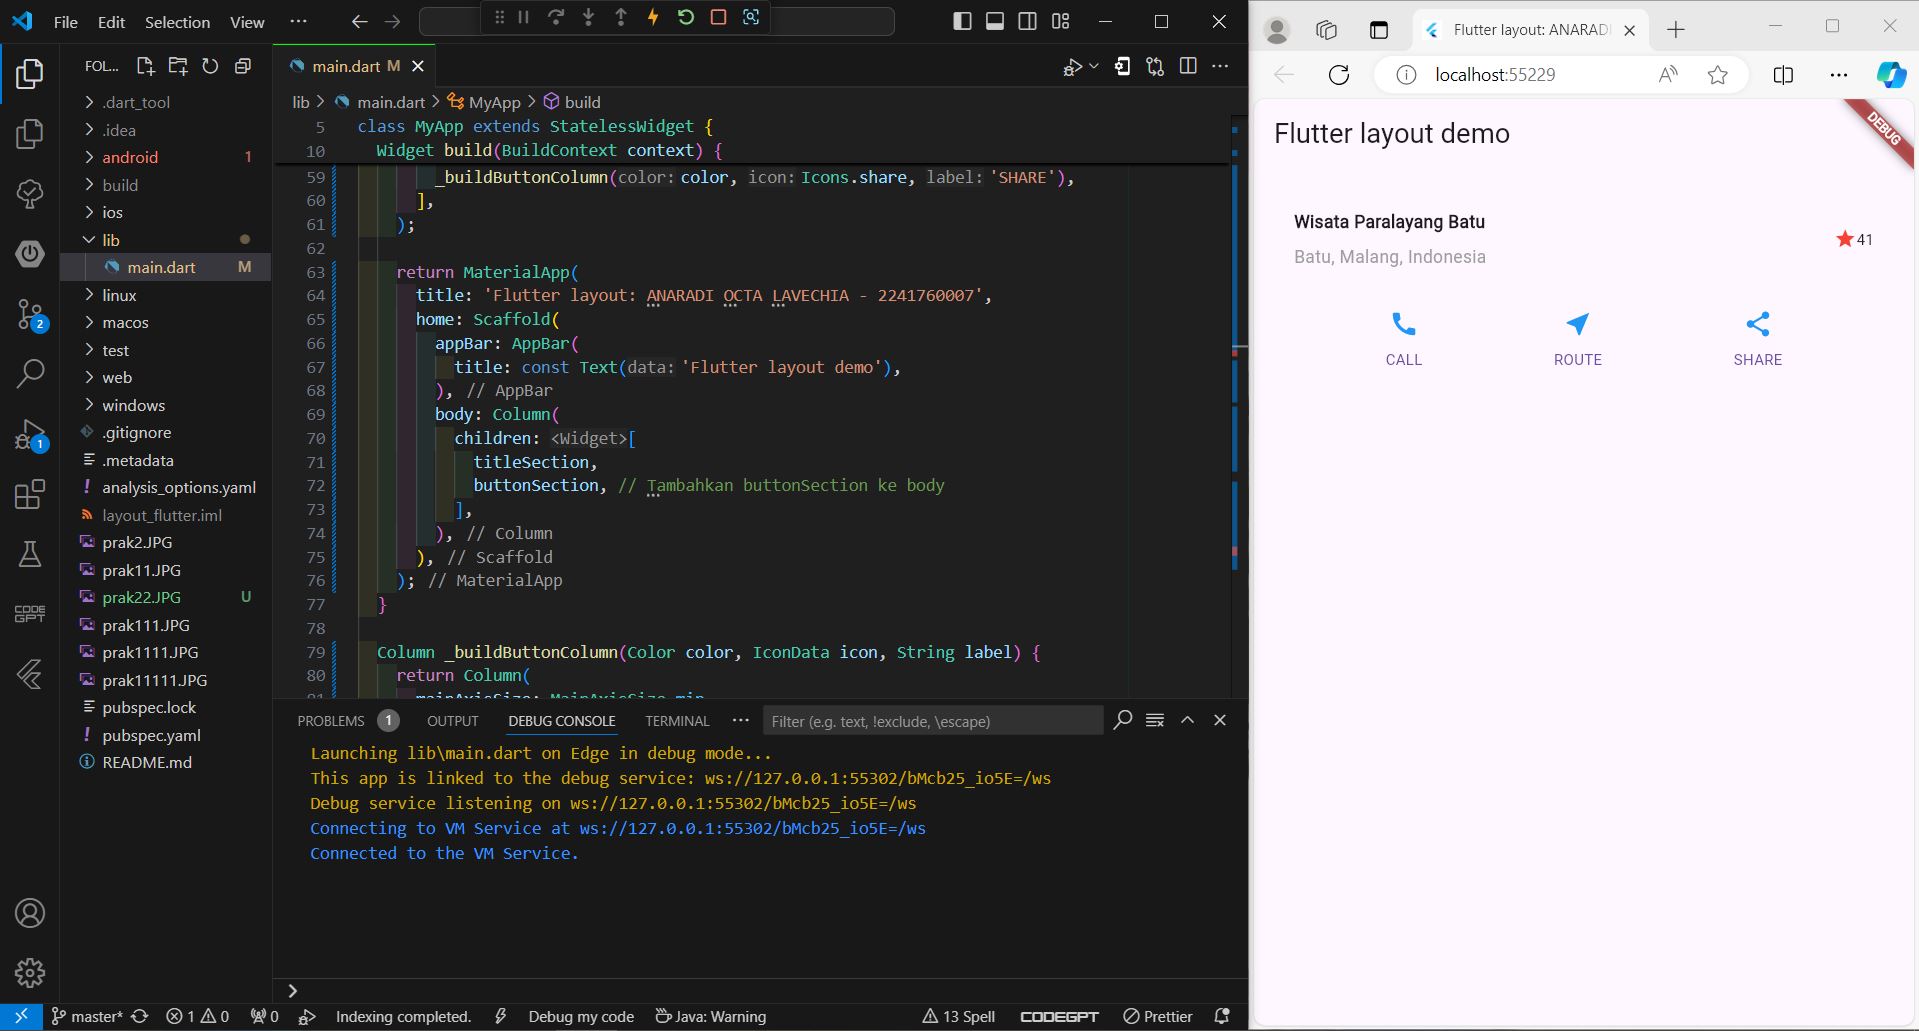 File Edit Selection View ···
FOL...
.dart_tool
.idea
android 1
build
ios
lib
main.dart M
linux
macos
test
web
windows
.gitignore
.metadata
analysis_options.yaml
layout_flutter.iml
prak2.JPG
prak11.JPG
prak22.JPG U
prak111.JPG
prak1111.JPG
prak11111.JPG
pubspec.lock
pubspec.yaml
README.md
2
1
CODE
GPT
main.dart M
lib > main.dart > MyApp > build
5 class MyApp extends StatelessWidget {
10 Widget build(BuildContext context) {
59 _buildButtonColumn(color: color, icon: Icons.share, label: 'SHARE'),
60 ],
61 );
62
63 return MaterialApp(
64 title: 'Flutter layout: ANARADI OCTA LAVECHIA - 2241760007',
65 home: Scaffold(
66 appBar: AppBar(
67 title: const Text(data: 'Flutter layout demo'),
68 ), // AppBar
69 body: Column(
70 children: <Widget>[
71 titleSection,
72 buttonSection, // Tambahkan buttonSection ke body
73 ],
74 ), // Column
75 ), // Scaffold
76 ); // MaterialApp
77 }
78
79 Column _buildButtonColumn(Color color, IconData icon, String label) {
80 return Column(
81 mainAxisSize: MainAxisSize.min,
PROBLEMS 1 OUTPUT DEBUG CONSOLE TERMINAL ··· Filter (e.g. text, !exclude, \escape)
Launching lib\main.dart on Edge in debug mode...
This app is linked to the debug service: ws://127.0.0.1:55302/bMcb25_io5E=/ws
Debug service listening on ws://127.0.0.1:55302/bMcb25_io5E=/ws
Connecting to VM Service at ws://127.0.0.1:55302/bMcb25_io5E=/ws
Connected to the VM Service.
>
master* 1 0 0 Indexing completed. Debug my code Java: Warning 13 Spell CODEGPT Prettier
Flutter layout: ANARADI
localhost:55229
DEBUG
Flutter layout demo
Wisata Paralayang Batu
Batu, Malang, Indonesia
41
CALL ROUTE SHARE